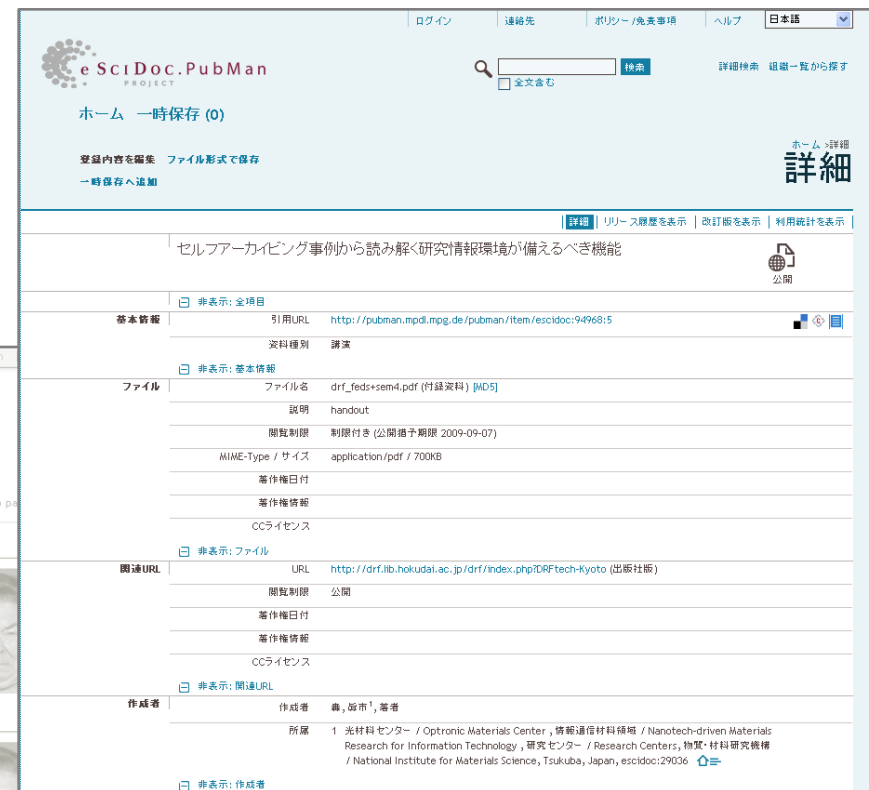 ログイン 連絡先 ポリシー/免責事項 ヘルプ 日本語
eSciDoc.PubMan
PROJECT
検索 詳細検索 組織一覧から探す
全文含む
ホーム 一時保存 (0)
ホーム >詳細
登録内容を編集 ファイル形式で保存
詳細
一時保存へ追加
詳細 リリース履歴を表示 改訂版を表示 利用統計を表示
セルフアーカイビング事例から読み解く研究情報環境が備えるべき機能
公開
非表示: 全項目
基本情報 引用URL http://pubman.mpdl.mpg.de/pubman/item/escidoc:94968:5
資料種別 講演
非表示: 基本情報
ファイル ファイル名 drf_feds+sem4.pdf (付録資料) [MD5]
説明 handout
閲覧制限 制限付き (公開猶予期限 2009-09-07)
MIME-Type / サイズ application/pdf / 700KB
著作権日付
著作権情報
CCライセンス
非表示: ファイル
関連URL URL http://drf.lib.hokudai.ac.jp/drf/index.php?DRFtech-Kyoto (出版社版)
閲覧制限 公開
著作権日付
著作権情報
CCライセンス
非表示: 関連URL
作成者 作成者 轟, 眞市1, 著者
所属 1 光材料センター / Optronic Materials Center , 情報通信材料領域 / Nanotech-driven Materials
Research for Information Technology , 研究センター / Research Centers, 物質・材料研究機構
/ National Institute for Materials Science, Tsukuba, Japan, escidoc:29036
非表示: 作成者